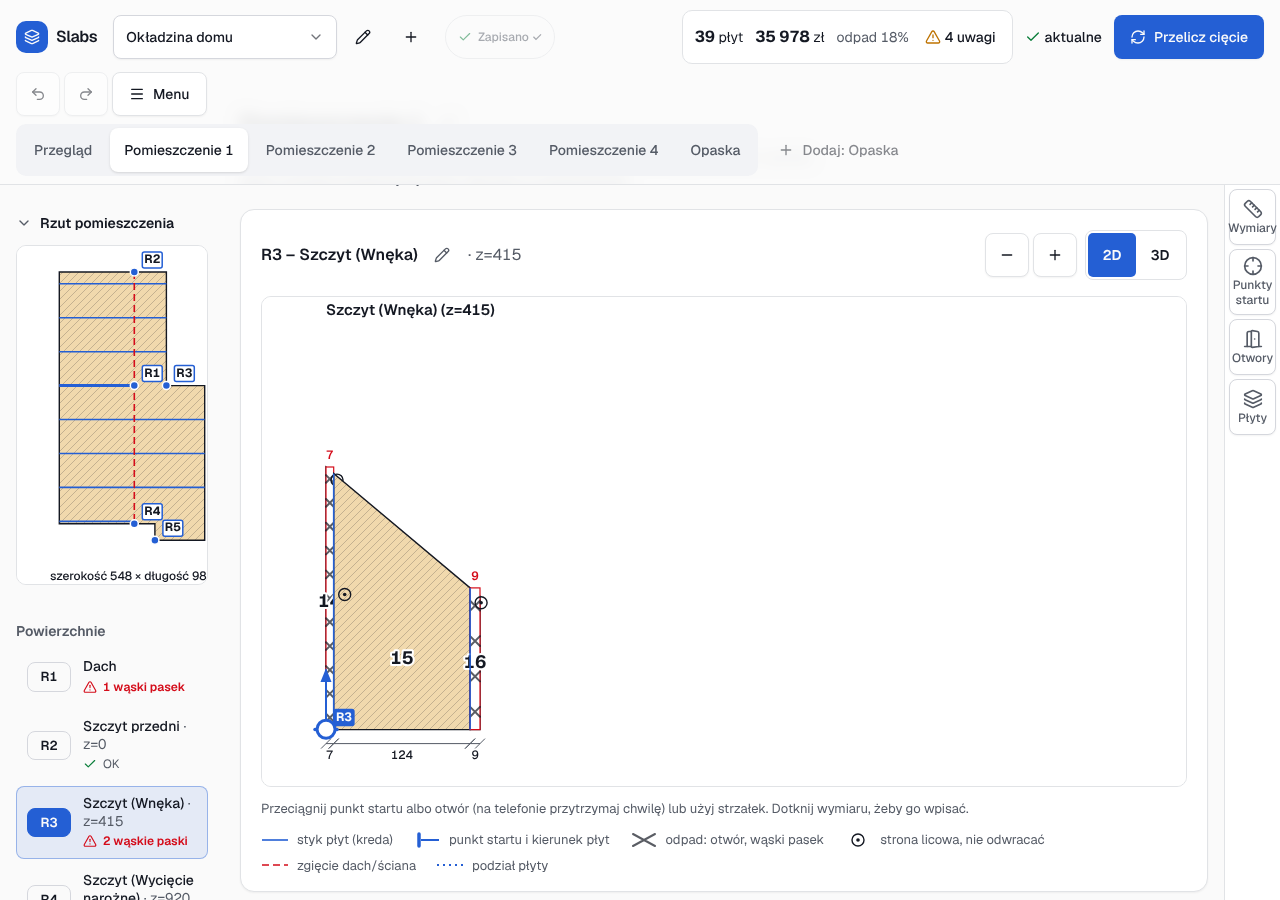 Slabs
Okładzina domu
Zapisano
39 płyt 35 978 zł odpad 18% 4 uwagi
aktualne
Przelicz cięcie
Menu
Przegląd
Pomieszczenie 1
Pomieszczenie 2
Pomieszczenie 3
Pomieszczenie 4
Opaska
Dodaj: Opaska
Rzut pomieszczenia
R2
R1
R3
R4
R5
szerokość 548 × długość 98
Powierzchnie
R1
Dach
1 wąski pasek
R2
Szczyt przedni ·
z=0
OK
R3
Szczyt (Wnęka) ·
z=415
2 wąskie paski
R4
Szczyt (Wycięcie
narożne) · z=920
R3 – Szczyt (Wnęka)
· z=415
2D
3D
Szczyt (Wnęka) (z=415)
7
9
15
16
R3
7
124
9
Przeciągnij punkt startu albo otwór (na telefonie przytrzymaj chwilę) lub użyj strzałek. Dotknij wymiaru, żeby go wpisać.
styk płyt (kreda)
punkt startu i kierunek płyt
odpad: otwór, wąski pasek
strona licowa, nie odwracać
zgięcie dach/ściana
podział płyty
Wymiary
Punkty
startu
Otwory
Płyty